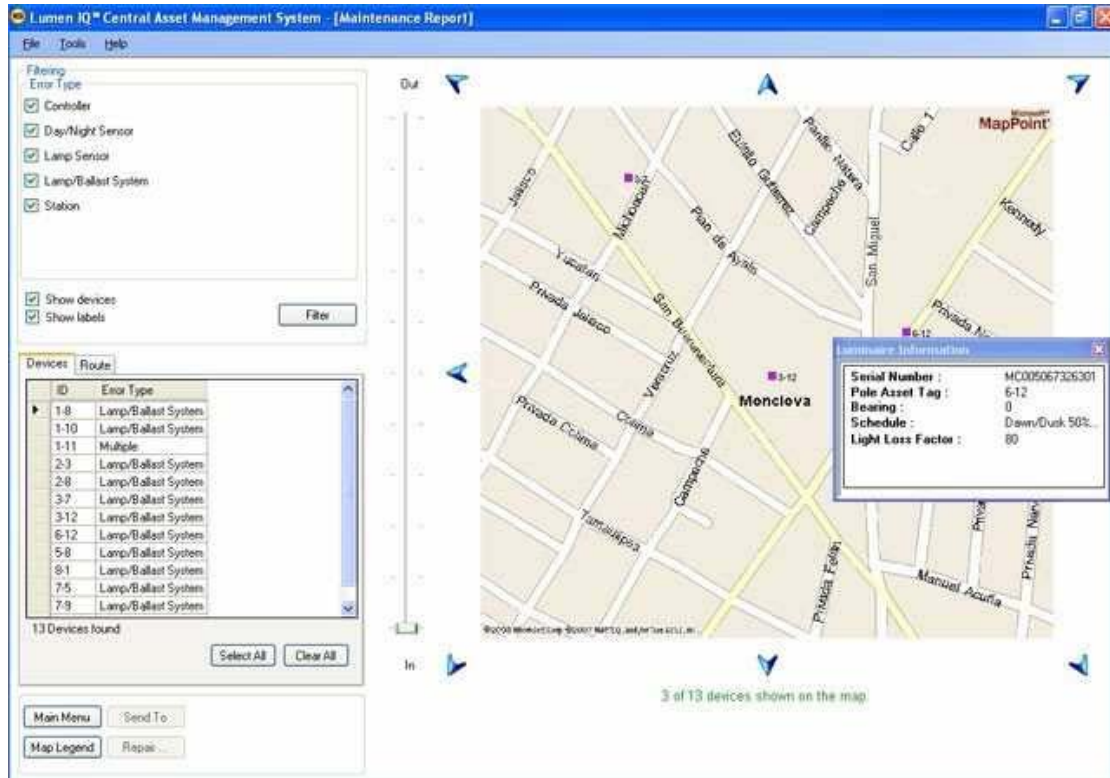 Lumen IQ™ Central Asset Management System - [Maintenance Report]
File Tools Help
Filtering
Error Type
Controller
Day/Night Sensor
Lamp Sensor
Lamp/Ballast System
Station
Show devices
Show labels
Filter
Devices Route
ID Error Type
1-8 Lamp/Ballast System
1-10 Lamp/Ballast System
1-11 Multiple
2-3 Lamp/Ballast System
2-8 Lamp/Ballast System
3-7 Lamp/Ballast System
3-12 Lamp/Ballast System
6-12 Lamp/Ballast System
5-8 Lamp/Ballast System
8-1 Lamp/Ballast System
7-5 Lamp/Ballast System
7-9 Lamp/Ballast System
13 Devices found
Select All Clear All
Main Menu Send To
Map Legend Repair ...
Out
In
Microsoft
MapPoint
Calle 1
Jalisco
Michoacan
Eulalio Gutierrez
Campeche
Plan de Ayala
San Miguel
Kennedy
Yucatan
Privada Jalisco
San Buenaventura
Veracruz
Privada
3-12
6-12
Monclova
Privada Colima
Colima
Campeche
Tamaulipas
Privada Felan
Manuel Acuña
Luminaire Information
Serial Number : MC005067326301
Pole Asset Tag : 6-12
Bearing : 0
Schedule : Dawn/Dusk 50%...
Light Loss Factor : 80
3 of 13 devices shown on the map